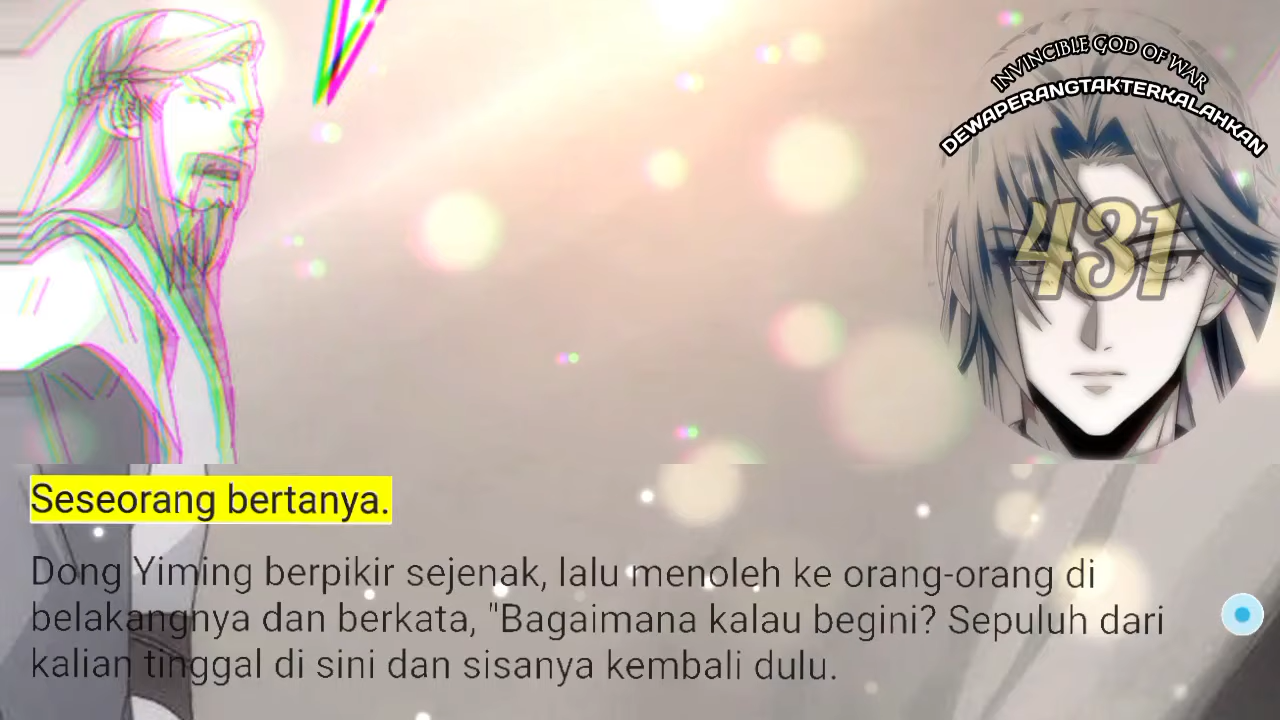 INVINCIBLE GOD OF WAR
DEWAPERANGTAKTERKALAHKAN
431
Seseorang bertanya.
Dong Yiming berpikir sejenak, lalu menoleh ke orang-orang di
belakangnya dan berkata, "Bagaimana kalau begini? Sepuluh dari
kalian tinggal di sini dan sisanya kembali dulu.